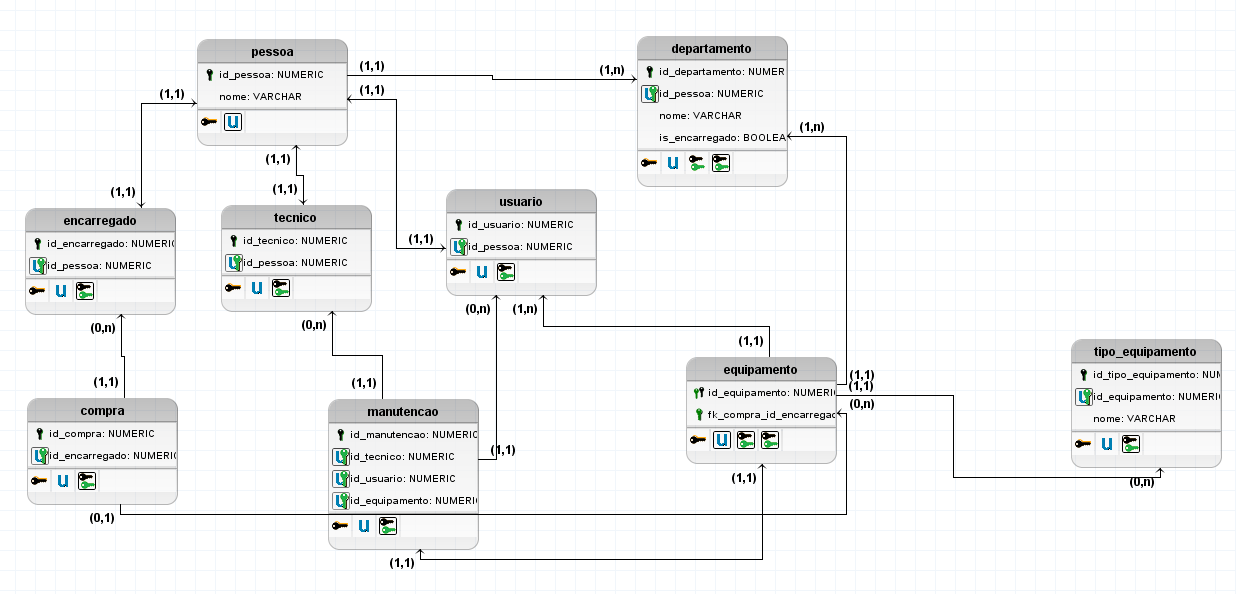 pessoa
id_pessoa: NUMERIC
nome: VARCHAR
(1,1)
(1,n)
(1,1)
(1,1)
(1,1)
(1,1)
(1,1)
(1,1)
departamento
id_departamento: NUMER
id_pessoa: NUMERIC
nome: VARCHAR
is_encarregado: BOOLEA
U
(1,n)
encarregado
id_encarregado: NUMERIC
id_pessoa: NUMERIC
U
(0,n)
(1,1)
tecnico
id_tecnico: NUMERIC
id_pessoa: NUMERIC
U
(0,n)
(1,1)
usuario
id_usuario: NUMERIC
id_pessoa: NUMERIC
U
(0,n)
(1,n)
(1,1)
compra
id_compra: NUMERIC
id_encarregado: NUMERIC
U
(0,1)
manutencao
id_manutencao: NUMERIC
id_tecnico: NUMERIC
id_usuario: NUMERIC
id_equipamento: NUMERIC
U
(1,1)
(1,1)
equipamento
id_equipamento: NUMERIC
fk_compra_id_encarregad
U
(1,1)
(1,1)
(0,n)
(1,1)
tipo_equipamento
id_tipo_equipamento: NUM
id_equipamento: NUMERIC
nome: VARCHAR
U
(0,n)